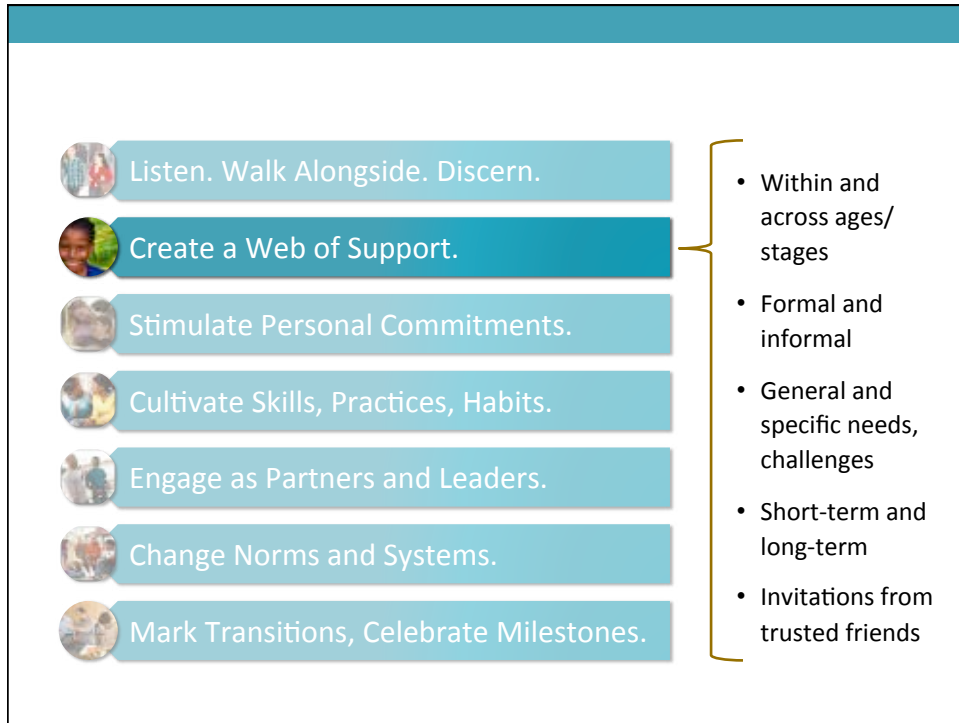 Listen. Walk Alongside. Discern.
Create a Web of Support.
Stimulate Personal Commitments.
Cultivate Skills, Practices, Habits.
Engage as Partners and Leaders.
Change Norms and Systems.
Mark Transitions, Celebrate Milestones.
• Within and
across ages/
stages
• Formal and
informal
• General and
specific needs,
challenges
• Short-term and
long-term
• Invitations from
trusted friends